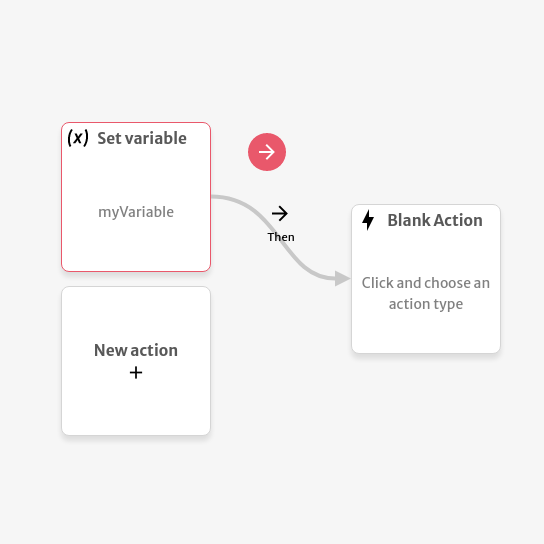 (x) Set variable
myVariable
Then
Blank Action
Click and choose an
action type
New action
+